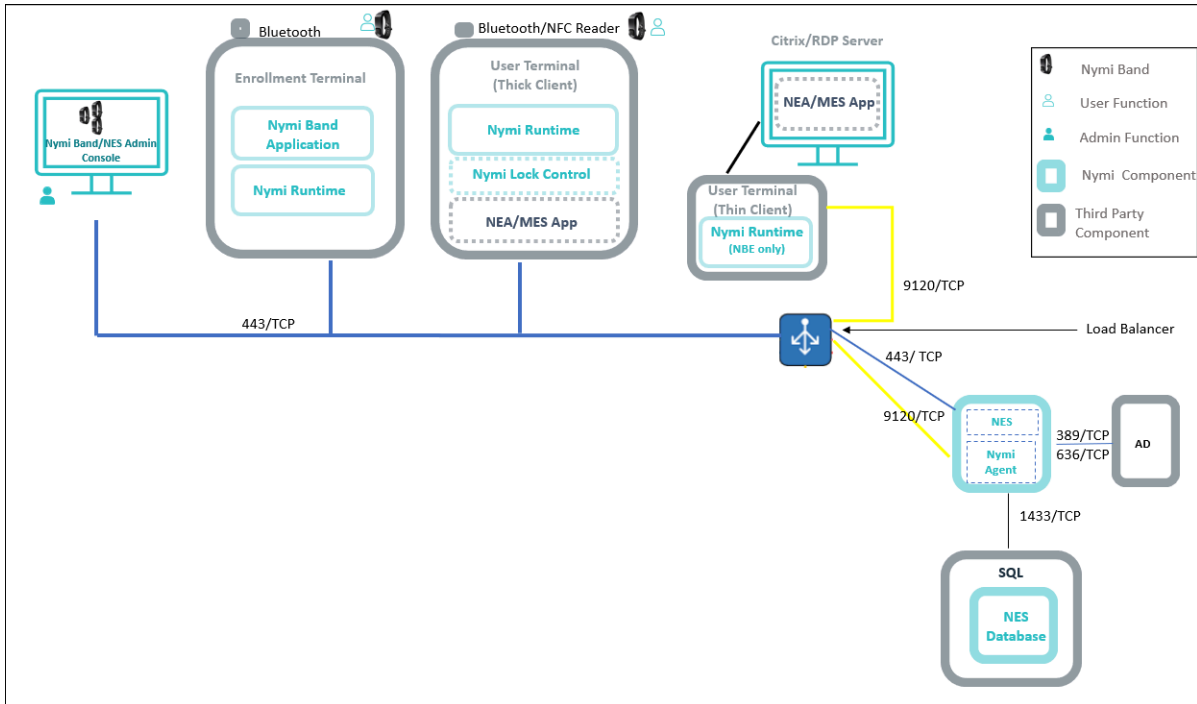 Bluetooth
Bluetooth/NFC Reader
Citrix/RDP Server
Enrollment Terminal
User Terminal
(Thick Client)
NEA/MES App
Nymi Band/NES Admin
Console
Nymi Band
Application
Nymi Runtime
Nymi Runtime
Nymi Lock Control
NEA/MES App
User Terminal
(Thin Client)
Nymi Runtime
(NBE only)
Nymi Band
User Function
Admin Function
Nymi Component
Third Party
Component
9120/TCP
443/TCP
Load Balancer
443/ TCP
9120/TCP
NES
Nymi
Agent
389/TCP
636/TCP
AD
1433/TCP
SQL
NES
Database